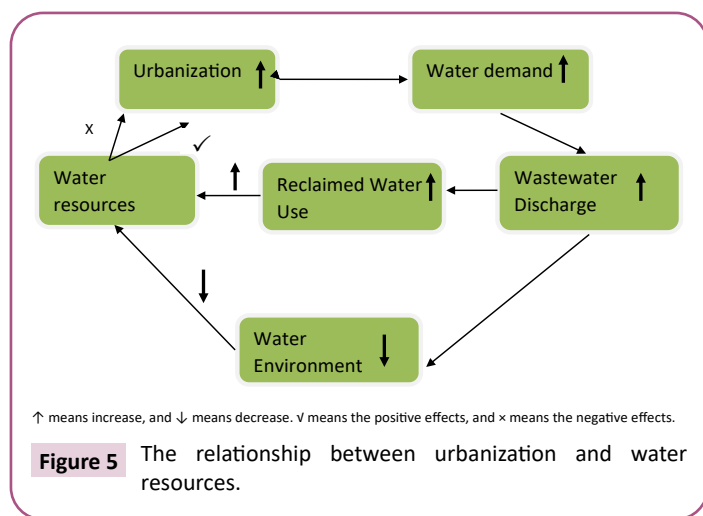 Urbanization ↑
Water demand ↑
x
✓
Water
resources
↑
Reclaimed Water ↑
Use
Wastewater ↑
Discharge
↓
Water
Environment ↓
↑ means increase, and ↓ means decrease. √ means the positive effects, and × means the negative effects.
Figure 5 The relationship between urbanization and water
resources.